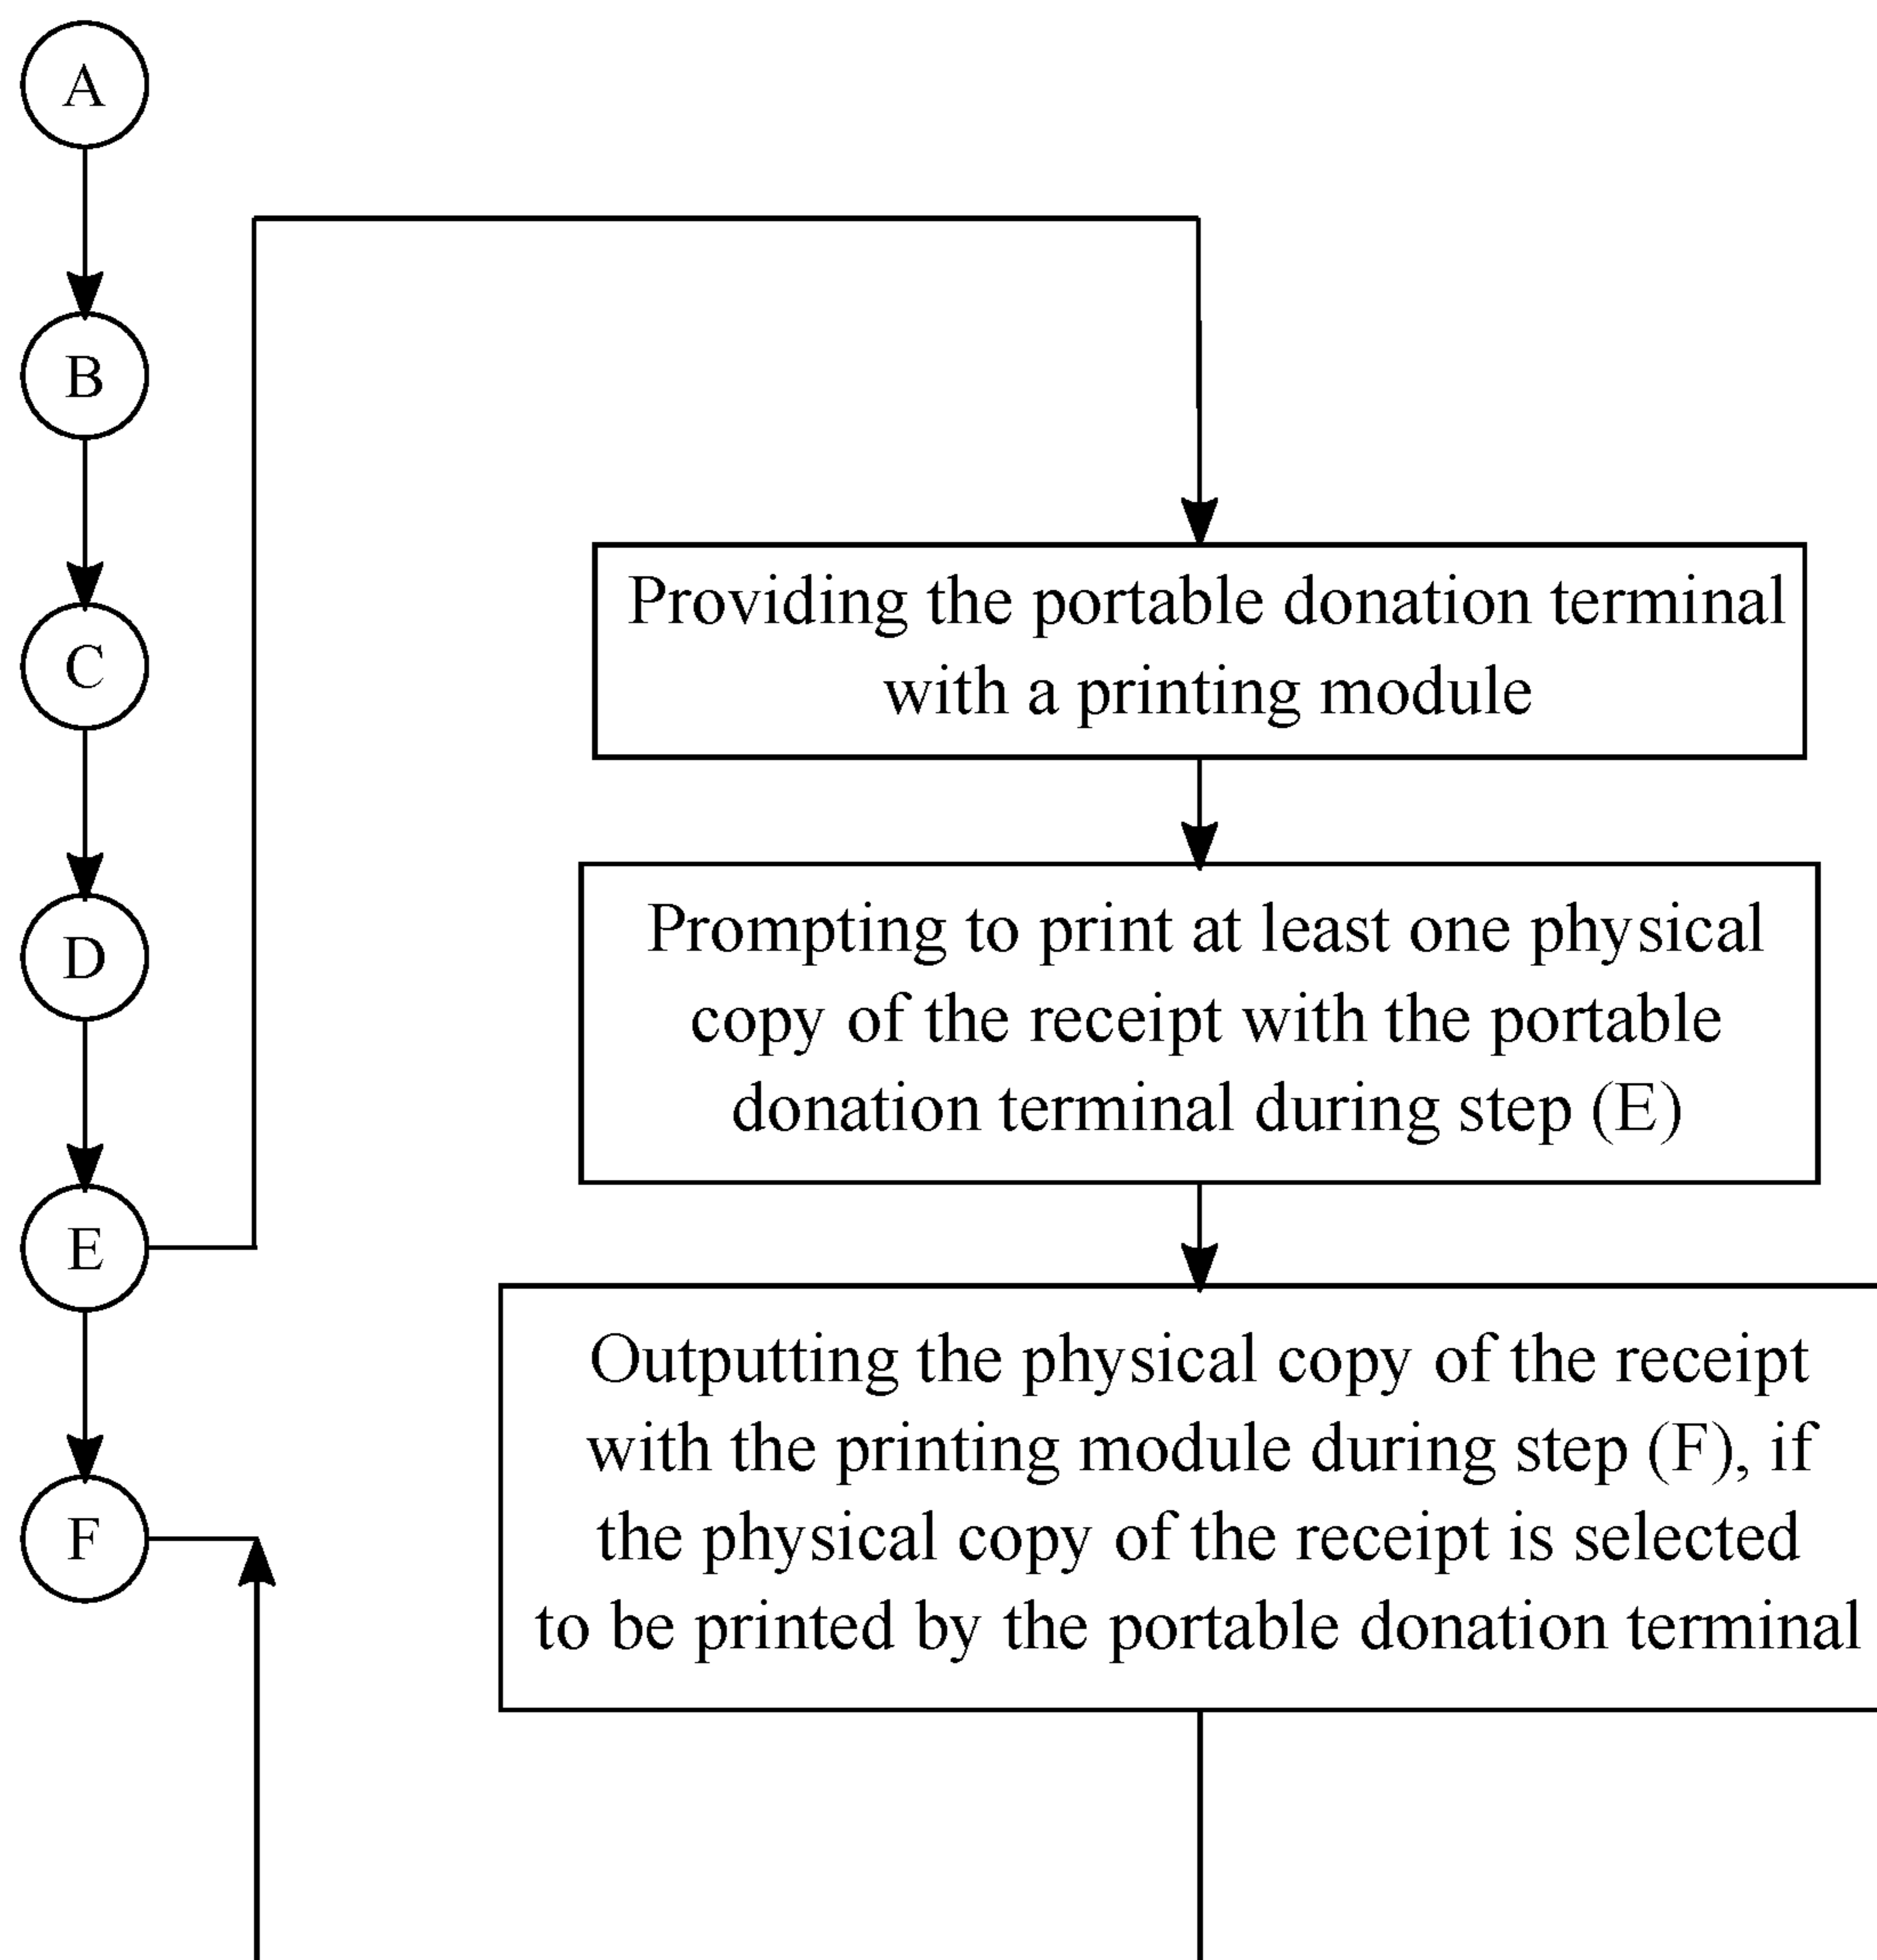 A
B
C
D
E
F
Providing the portable donation terminal
with a printing module
Prompting to print at least one physical
copy of the receipt with the portable
donation terminal during step (E)
Outputting the physical copy of the receipt
with the printing module during step (F), if
the physical copy of the receipt is selected
to be printed by the portable donation terminal